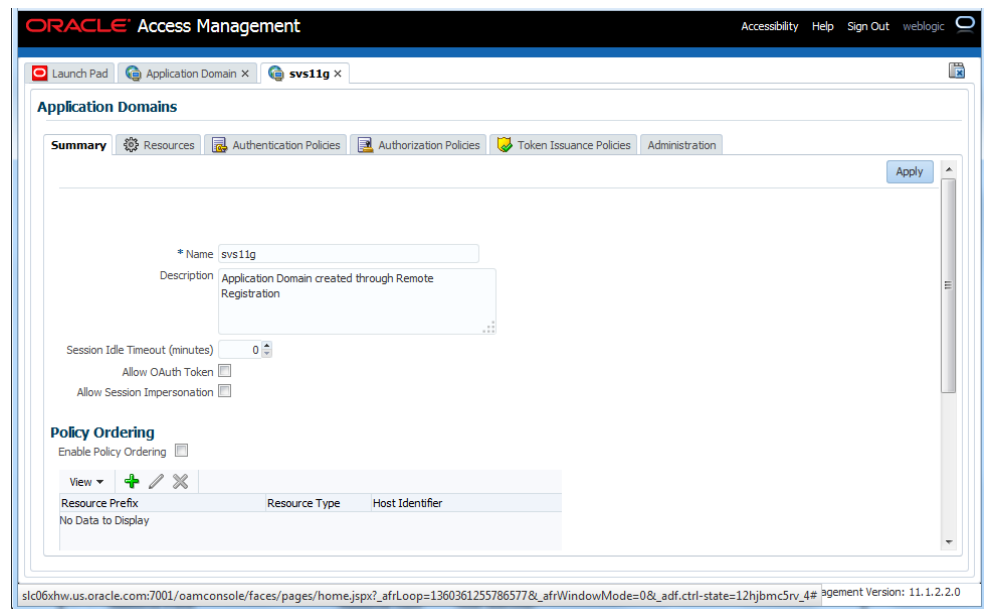 ORACLE Access Management
Accessibility Help Sign Out weblogic
Launch Pad Application Domain × svs11g ×
Application Domains
Summary Resources Authentication Policies Authorization Policies Token Issuance Policies Administration
Apply
* Name svs11g
Description Application Domain created through Remote
Registration
Session Idle Timeout (minutes) 0
Allow OAuth Token
Allow Session Impersonation
Policy Ordering
Enable Policy Ordering
View
Resource Prefix Resource Type Host Identifier
No Data to Display
slc06xhw.us.oracle.com:7001/oamconsole/faces/pages/home.jspx?_afrLoop=136036125578657​7&_afrWindowMode=0&_adf.ctrl-state=12hjbmc5rv_4# agement Version: 11.1.2.2.0